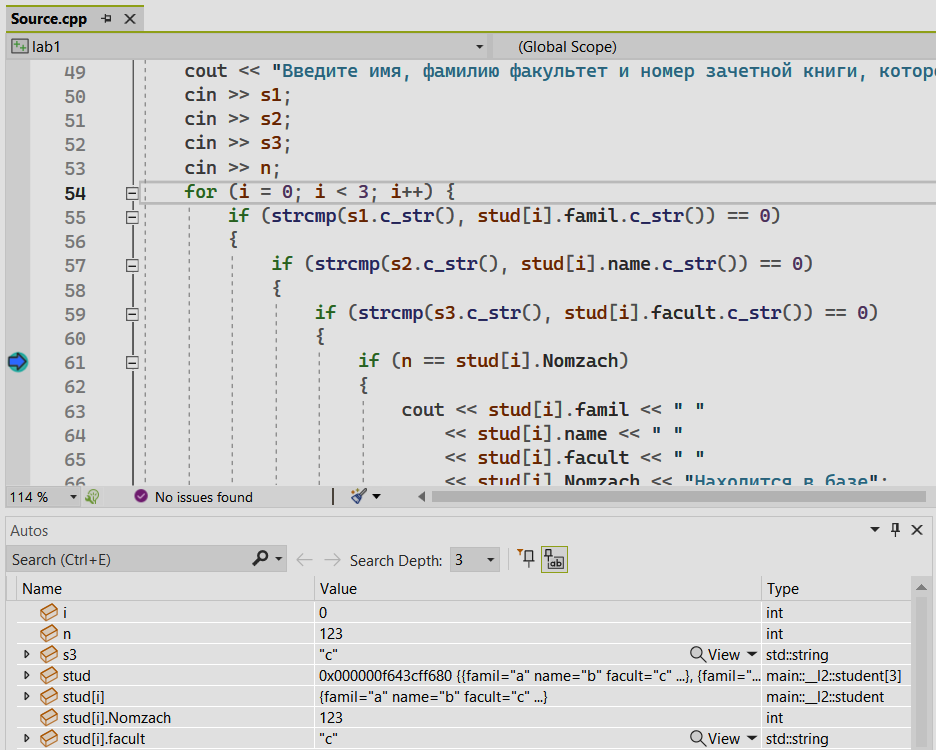 Source.cpp
lab1 (Global Scope)
49 cout << "Введите имя, фамилию факультет и номер зачетной книги, которо
50 cin >> s1;
51 cin >> s2;
52 cin >> s3;
53 cin >> n;
54 for (i = 0; i < 3; i++) {
55 if (strcmp(s1.c_str(), stud[i].famil.c_str()) == 0)
56 {
57 if (strcmp(s2.c_str(), stud[i].name.c_str()) == 0)
58 {
59 if (strcmp(s3.c_str(), stud[i].facult.c_str()) == 0)
60 {
61 if (n == stud[i].Nomzach)
62 {
63 cout << stud[i].famil << " "
64 << stud[i].name << " "
65 << stud[i].facult << " "
66 << stud[i].Nomzach << "Находится в базе";
114 % No issues found
Autos
Search (Ctrl+E) Search Depth: 3
Name Value Type
i 0 int
n 123 int
s3 "c" View std::string
stud 0x000000f643cff680 {{famil="a" name="b" facult="c" ...}, {famil="... main::__l2::student[3]
stud[i] {famil="a" name="b" facult="c" ...} main::__l2::student
stud[i].Nomzach 123 int
stud[i].facult "c" View std::string